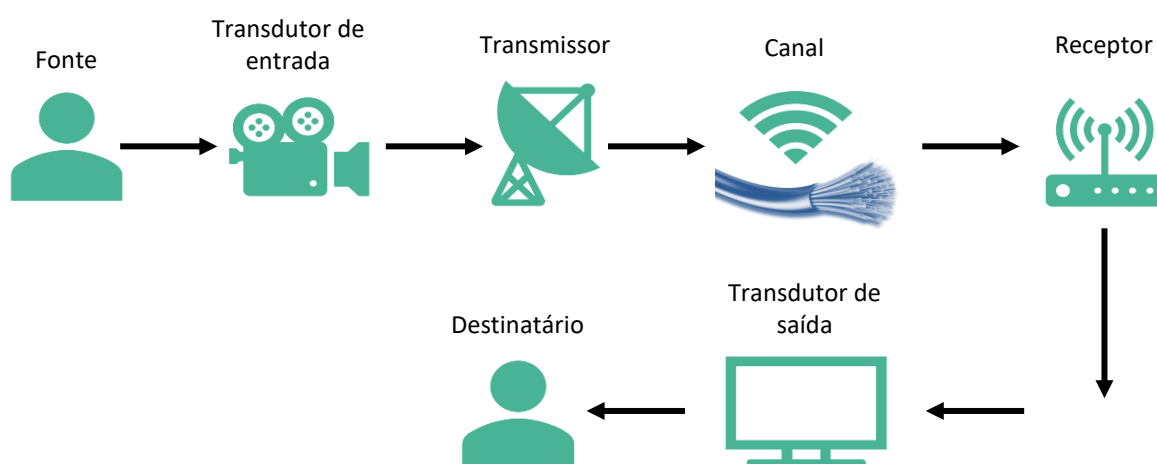 Fonte
Transdutor de
entrada
Transmissor
Canal
Receptor
Destinatário
Transdutor de
saída